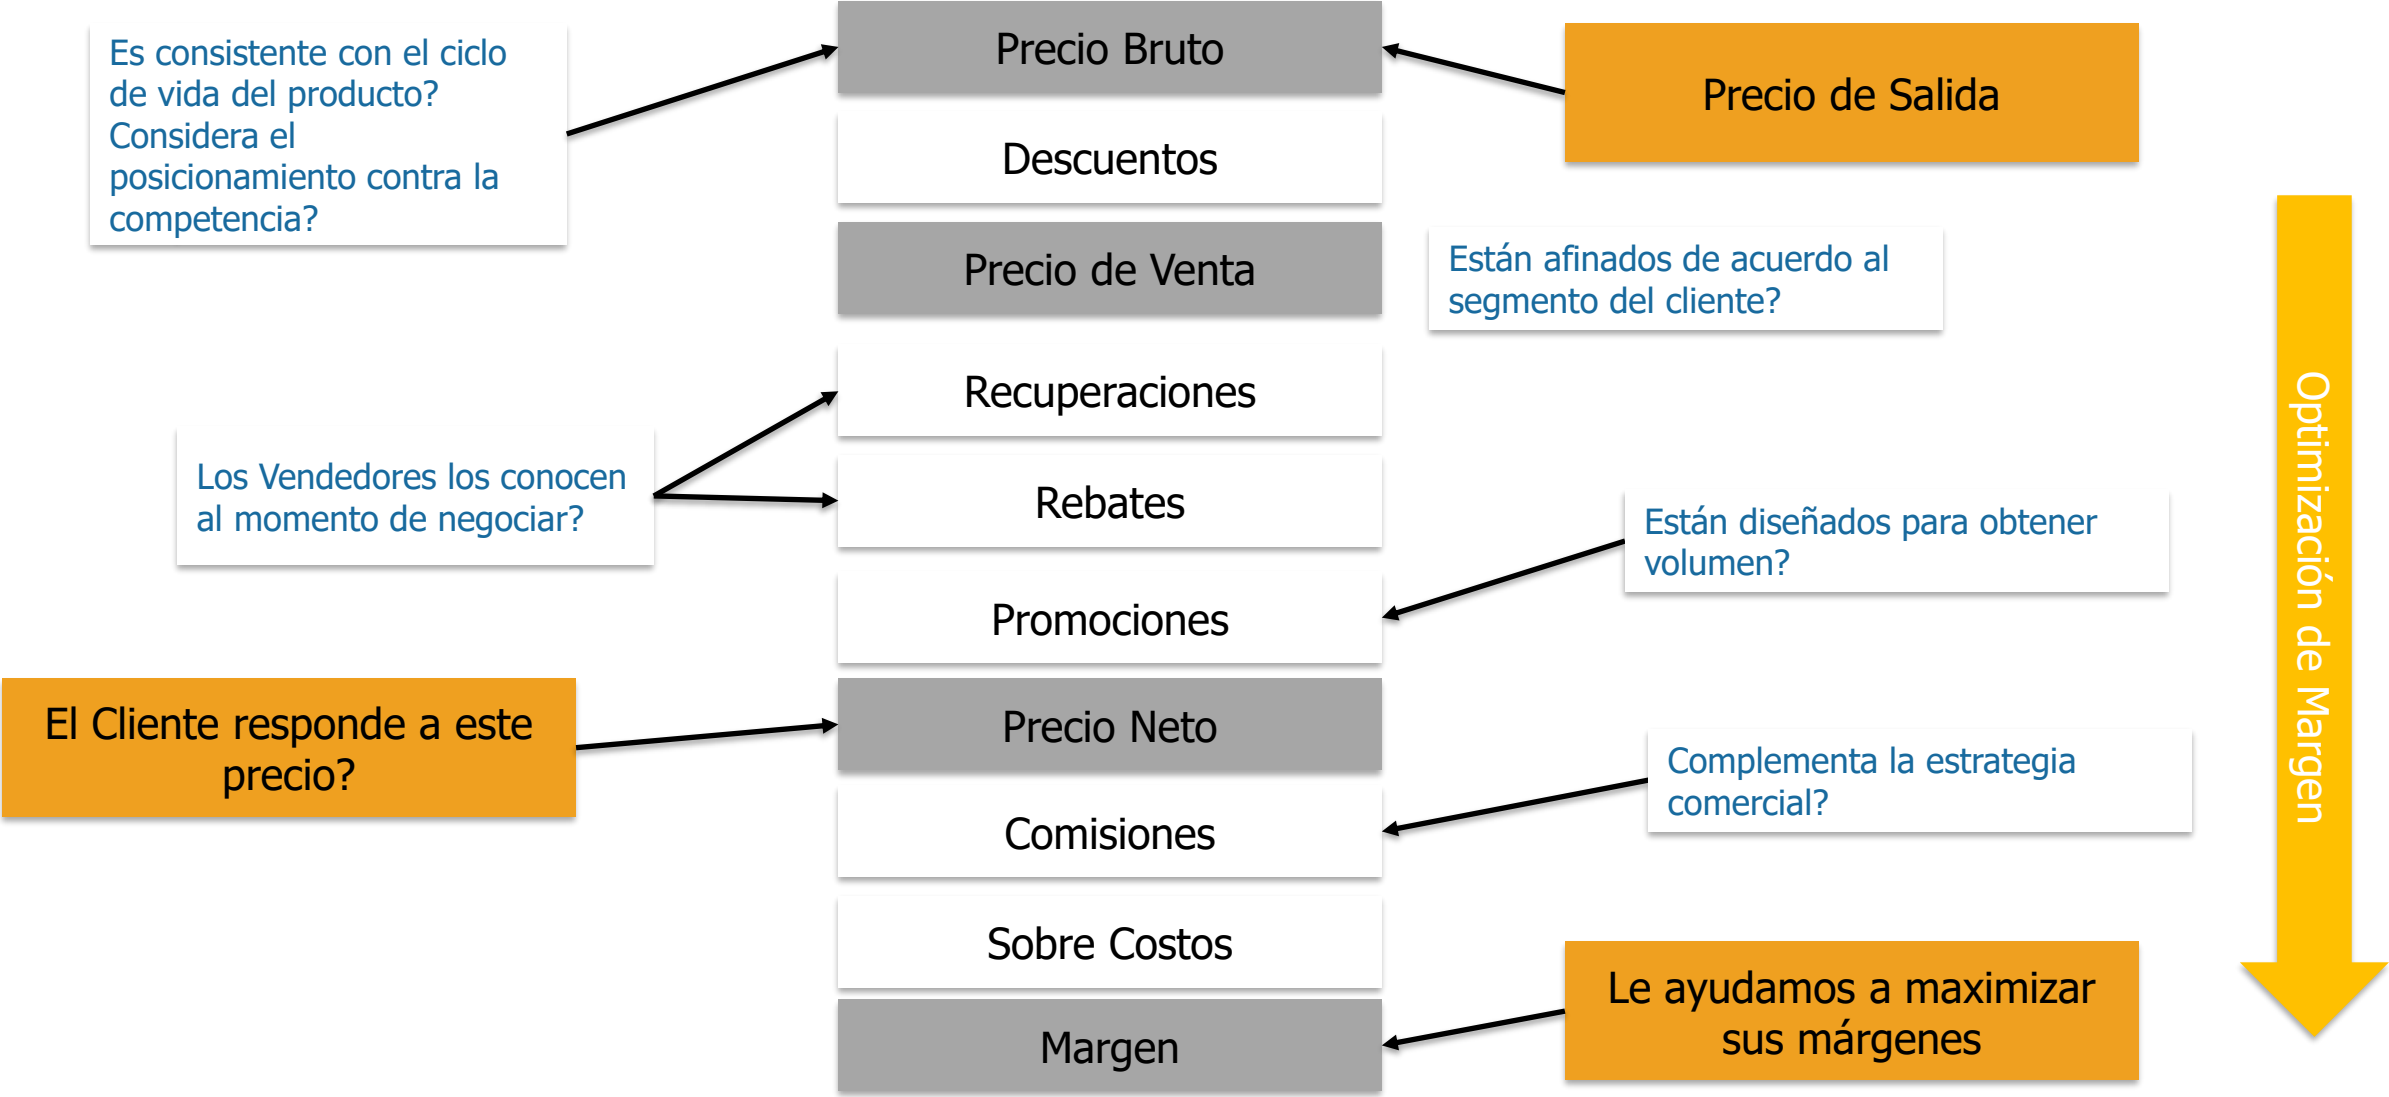 Es consistente con el ciclo
de vida del producto?
Considera el
posicionamiento contra la
competencia?
Precio Bruto
Precio de Salida
Descuentos
Precio de Venta
Están afinados de acuerdo al
segmento del cliente?
Recuperaciones
Los Vendedores los conocen
al momento de negociar?
Rebates
Están diseñados para obtener
volumen?
Promociones
El Cliente responde a este
precio?
Precio Neto
Complementa la estrategia
comercial?
Comisiones
Sobre Costos
Le ayudamos a maximizar
sus márgenes
Margen
Optimización de Margen